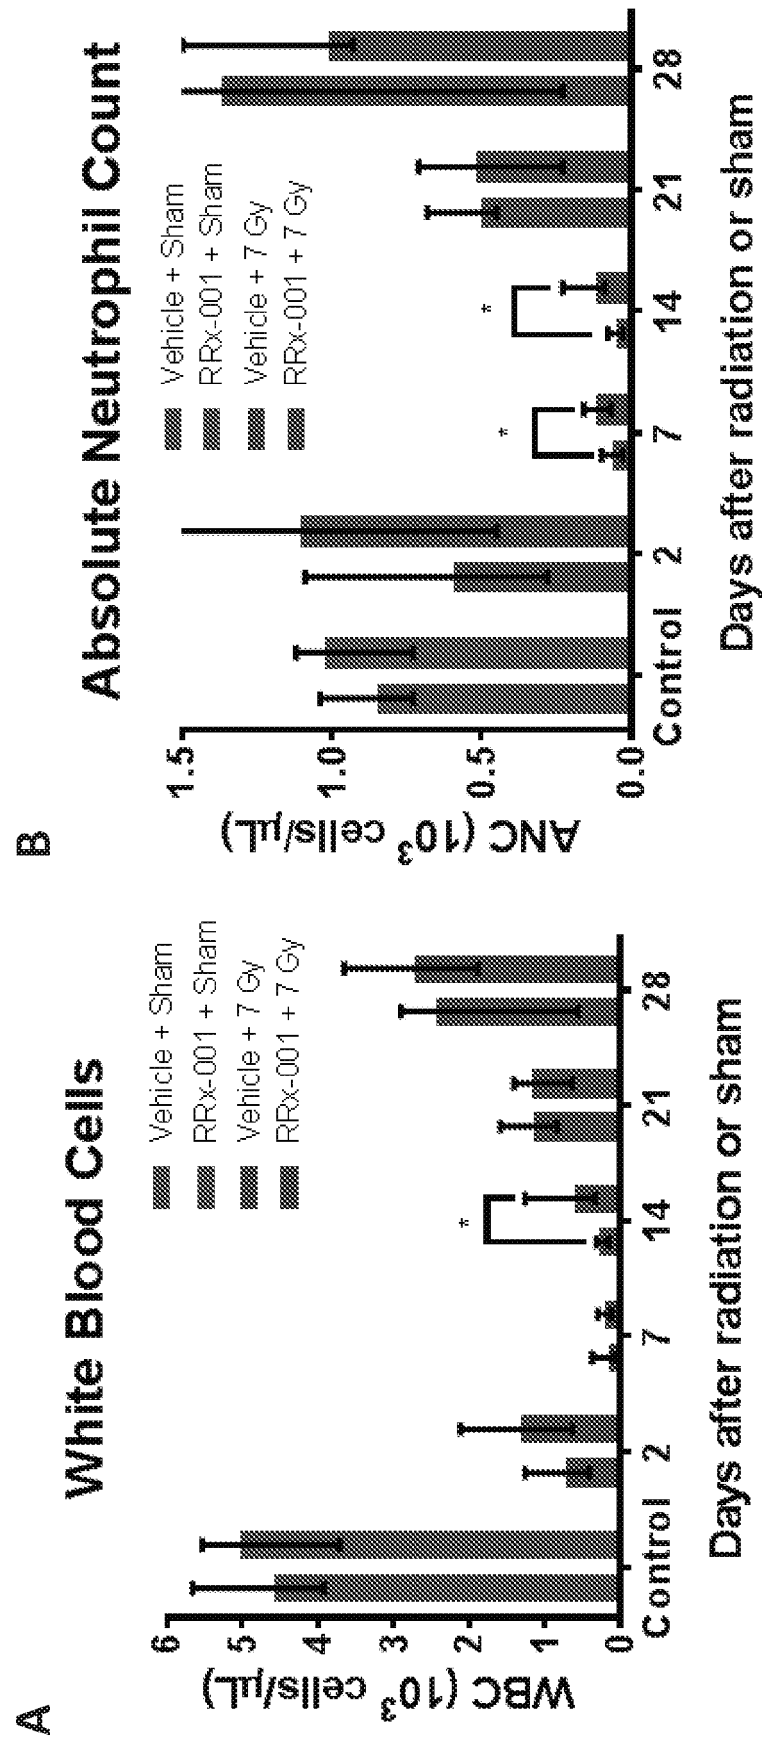 A
White Blood Cells
Vehicle + Sham
RRx-001 + Sham
Vehicle + 7 Gy
RRx-001 + 7 Gy
WBC (10³ cells/µL)
6
5
4
3
2
1
0
*
Control 2 7 14 21 28
Days after radiation or sham
B
Absolute Neutrophil Count
Vehicle + Sham
RRx-001 + Sham
Vehicle + 7 Gy
RRx-001 + 7 Gy
ANC (10³ cells/µL)
1.5
1.0
0.5
0.0
* *
Control 2 7 14 21 28
Days after radiation or sham